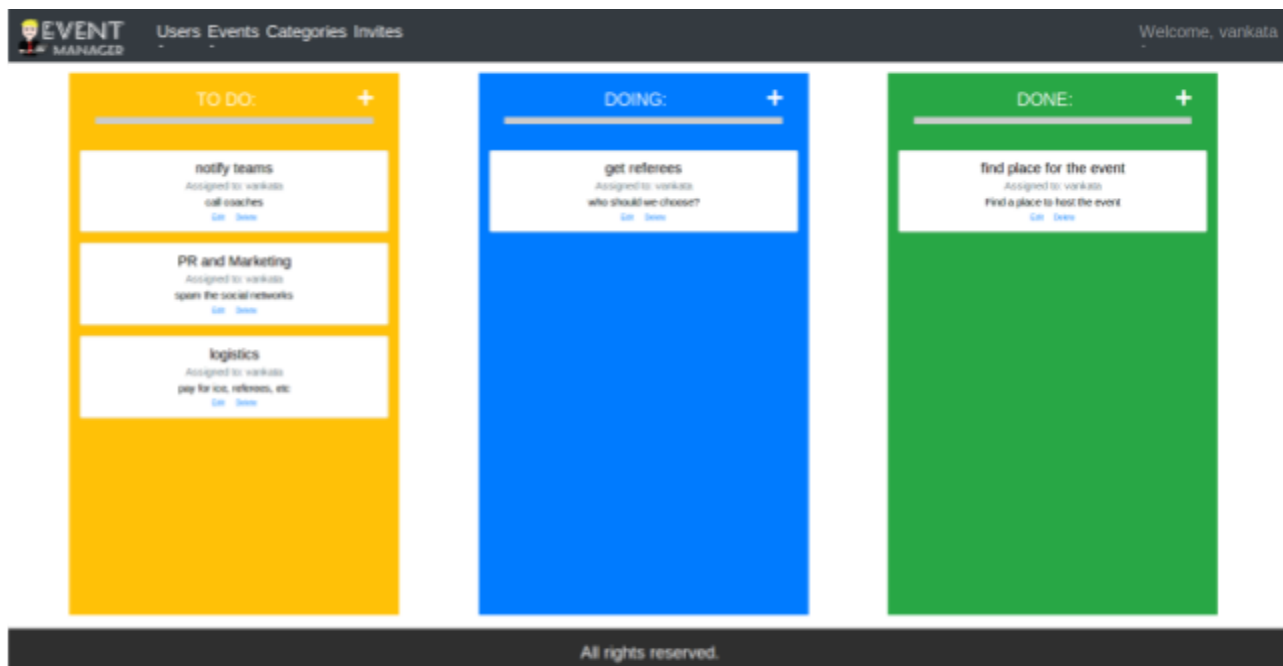 EVENT
MANAGER
Users Events Categories Invites
Welcome, vankata
TO DO: +
notify teams
Assigned to: vankata
call coaches
Edit Delete
PR and Marketing
Assigned to: vankata
spam the social networks
Edit Delete
logistics
Assigned to: vankata
pay for ice, referees, etc
Edit Delete
DOING: +
get referees
Assigned to: vankata
who should we choose?
Edit Delete
DONE: +
find place for the event
Assigned to: vankata
Find a place to host the event
Edit Delete
All rights reserved.